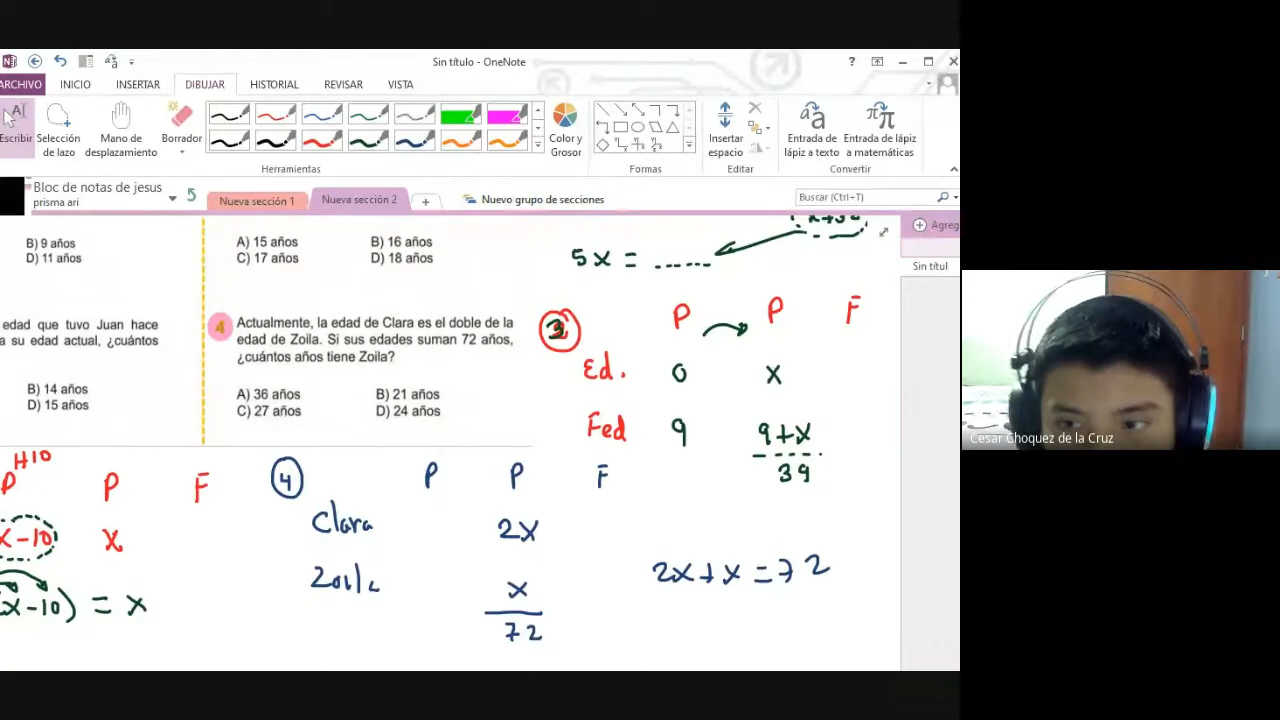 Sin título - OneNote
ARCHIVO
INICIO
INSERTAR
DIBUJAR
HISTORIAL
REVISAR
VISTA
Escribir
Selección de lazo
Mano de desplazamiento
Borrador
Color y Grosor
Insertar espacio
Entrada de lápiz a texto
Entrada de lápiz a matemáticas
Herramientas
Formas
Editar
Convertir
Bloc de notas de jesus
prisma ari
Nueva sección 1
Nueva sección 2
Nuevo grupo de secciones
Buscar (Ctrl+T)
Agreg
Sin títul
B) 9 años
D) 11 años
A) 15 años
B) 16 años
C) 17 años
D) 18 años
edad que tuvo Juan hace
a su edad actual, ¿cuántos
B) 14 años
D) 15 años
4
Actualmente, la edad de Clara es el doble de la
edad de Zoila. Si sus edades suman 72 años,
¿cuántos años tiene Zoila?
A) 36 años
B) 21 años
C) 27 años
D) 24 años
5x = ......
3
P P F
Ed. 0 x
Fed 9 9+x
39
P H10 P F
x-10 x
(x-10) = x
4
P P F
Clara 2x
Zoila x
72
2x+x=72
Cesar Choquez de la Cruz